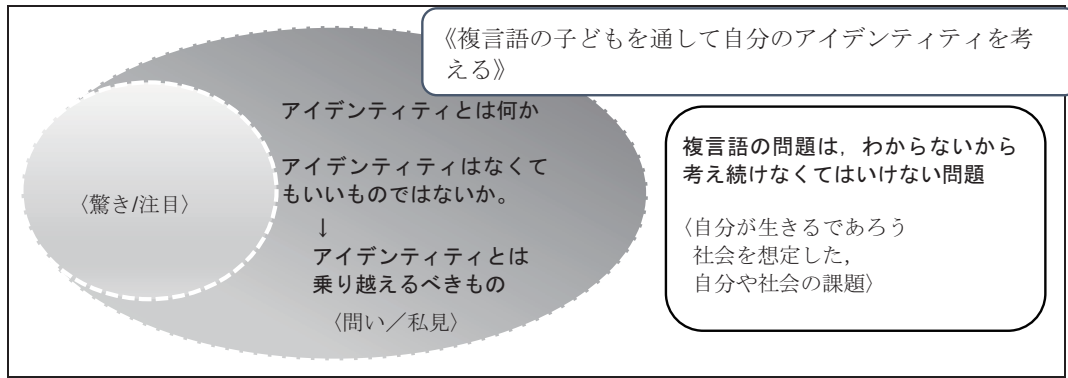 《複言語の子どもを通して自分のアイデンティティを考
える》
アイデンティティとは何か
アイデンティティはなくて
もいいものではないか。
↓
アイデンティティとは
乗り越えるべきもの
〈問い／私見〉
〈驚き/注目〉
複言語の問題は，わからないから
考え続けなくてはいけない問題
〈自分が生きるであろう
社会を想定した，
自分や社会の課題〉